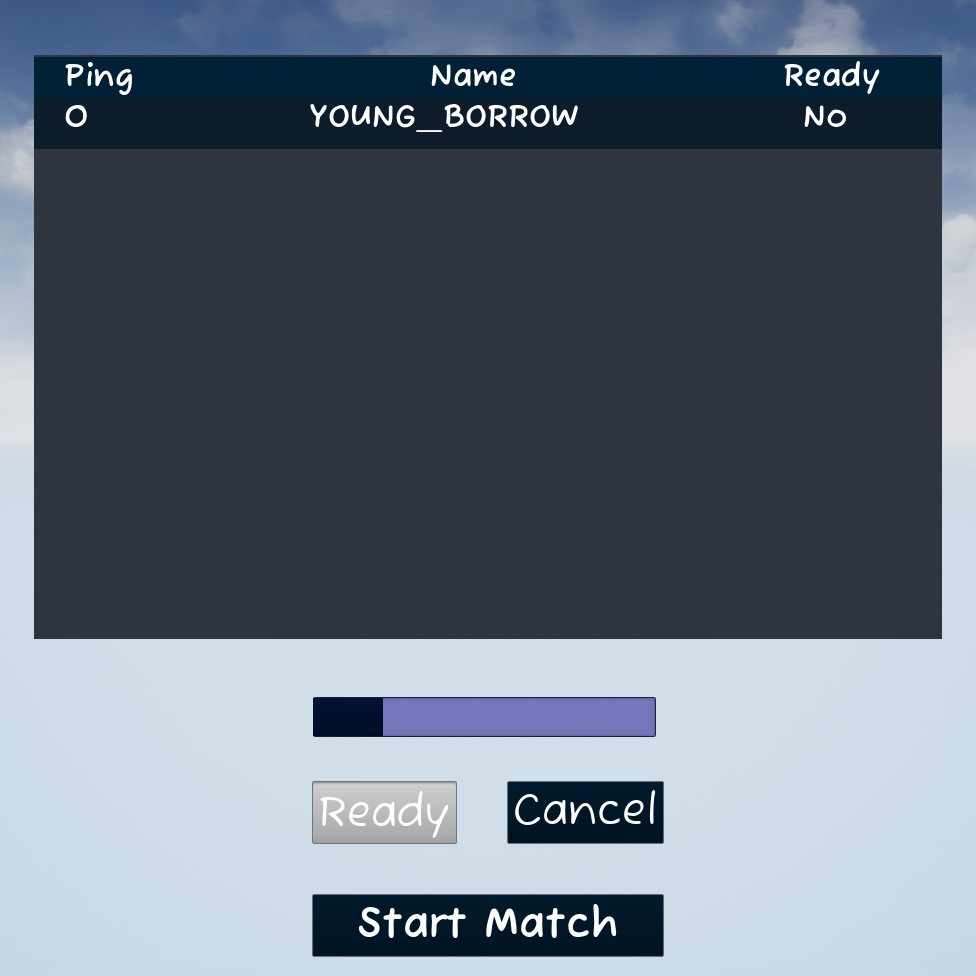 Ping Name Ready
0 YOUNG_BORROW No
Ready Cancel
Start Match